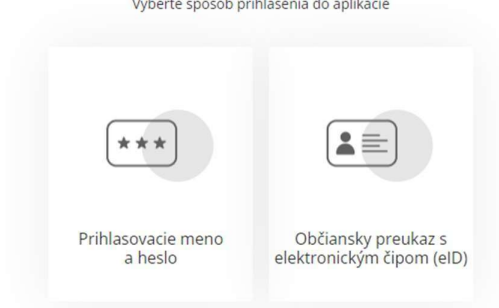 Vyberte spôsob prihlásenia do aplikácie
Prihlasovacie meno
a heslo
Občiansky preukaz s
elektronickým čipom (eID)